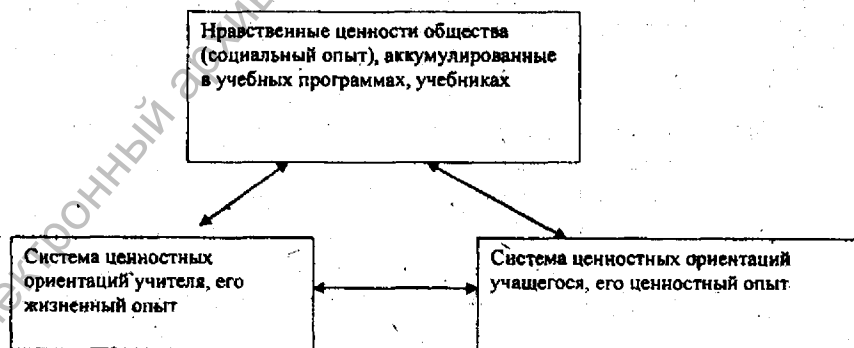 Нравственные ценности общества
(социальный опыт), аккумулированные
в учебных программах, учебниках
Система ценностных
ориентаций учителя, его
жизненный опыт
Система ценностных ориентаций
учащегося, его ценностный опыт